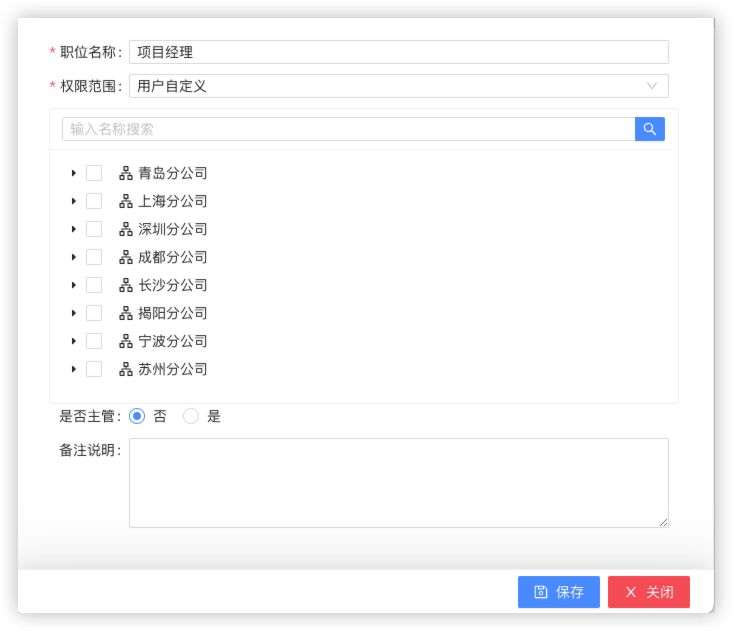 * 职位名称: 项目经理
* 权限范围: 用户自定义
输入名称搜索
青岛分公司
上海分公司
深圳分公司
成都分公司
长沙分公司
揭阳分公司
宁波分公司
苏州分公司
是否主管: 否 是
备注说明:
保存 关闭